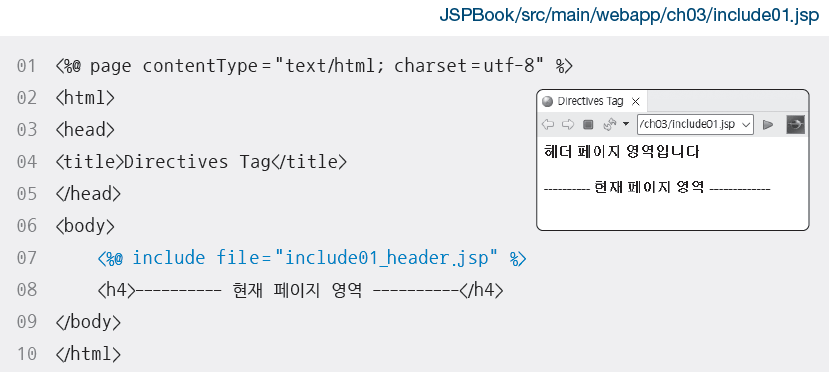 JSPBook/src/main/webapp/ch03/include01.jsp
01 <%@ page contentType="text/html; charset=utf-8" %>
02 <html>
03 <head>
04 <title>Directives Tag</title>
05 </head>
06 <body>
07 <%@ include file="include01_header.jsp" %>
08 <h4>---------- 현재 페이지 영역 ----------</h4>
09 </body>
10 </html>
Directives Tag
/ch03/include01.jsp
헤더 페이지 영역입니다
---------- 현재 페이지 영역 -------------